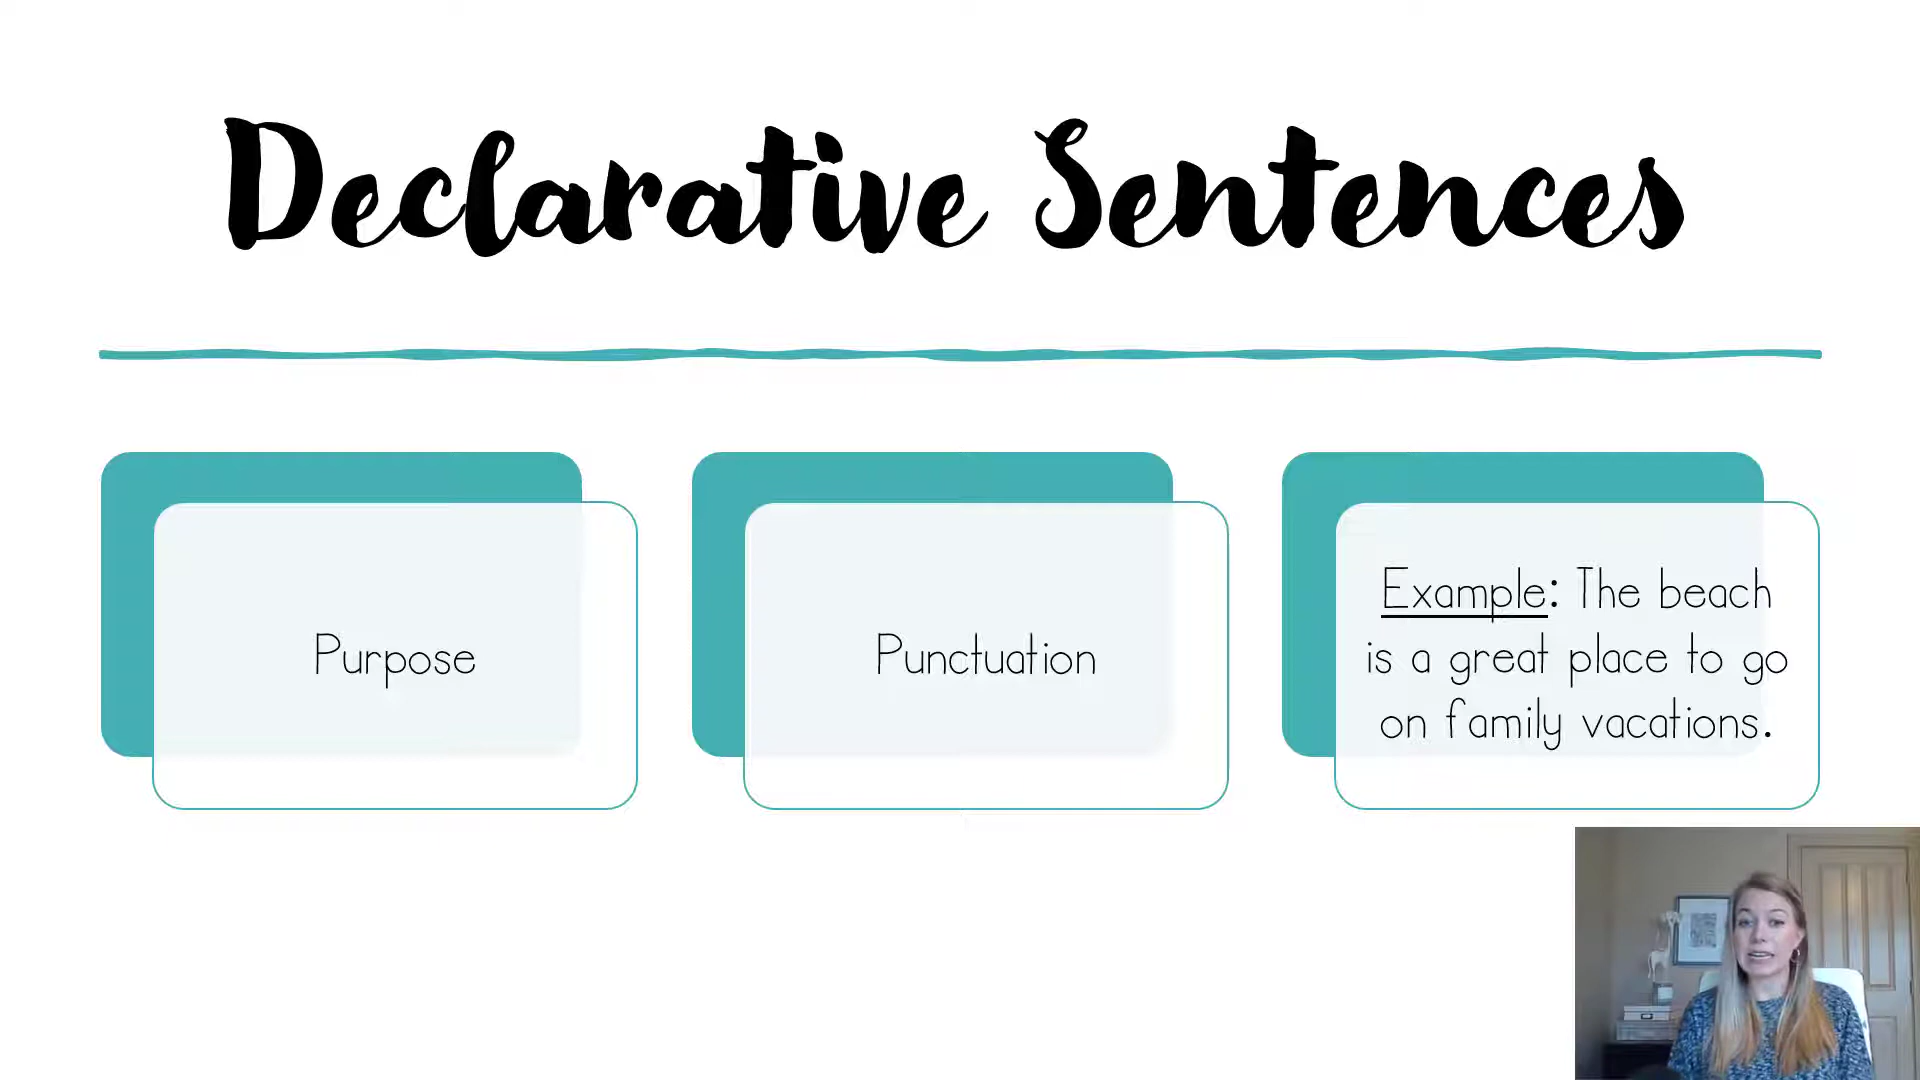 Declarative Sentences
Purpose
Punctuation
Example: The beach
is a great place to go
on family vacations.